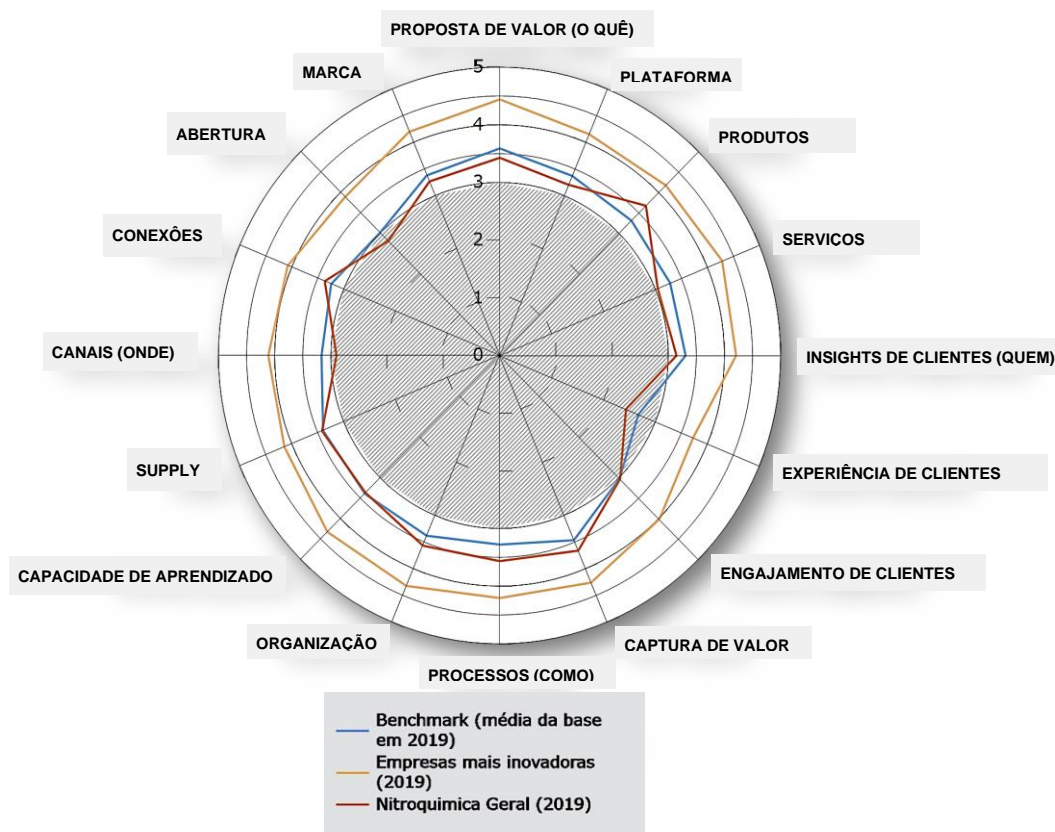 PROPOSTA DE VALOR (O QUÊ)
MARCA
PLATAFORMA
ABERTURA
PRODUTOS
CONEXÔES
SERVICOS
CANAIS (ONDE)
INSIGHTS DE CLIENTES (QUEM)
SUPPLY
EXPERIÊNCIA DE CLIENTES
CAPACIDADE DE APRENDIZADO
ENGAJAMENTO DE CLIENTES
ORGANIZAÇÃO
CAPTURA DE VALOR
PROCESSOS (COMO)
5
4
3
2
1
0
Benchmark (média da base
em 2019)
Empresas mais inovadoras
(2019)
Nitroquimica Geral (2019)